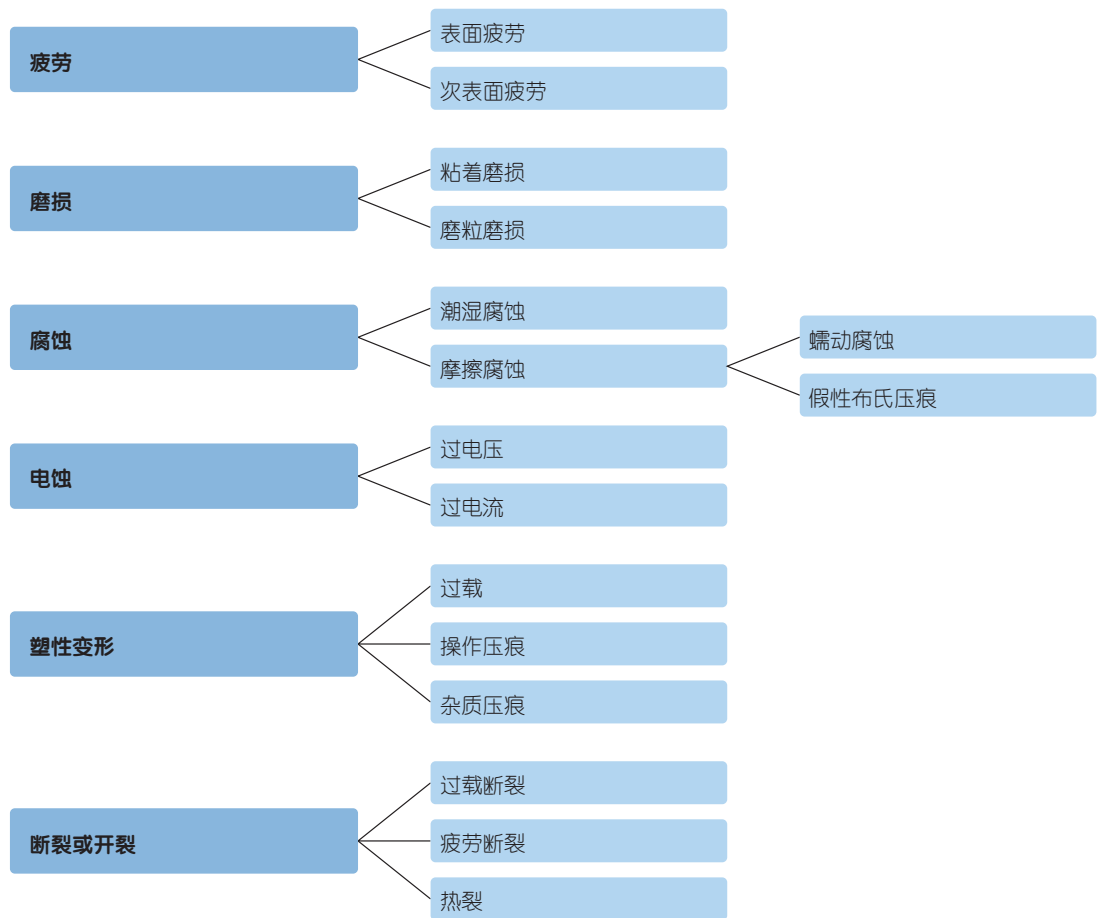 疲劳
表面疲劳
次表面疲劳
磨损
粘着磨损
磨粒磨损
腐蚀
潮湿腐蚀
摩擦腐蚀
蠕动腐蚀
假性布氏压痕
电蚀
过电压
过电流
塑性变形
过载
操作压痕
杂质压痕
断裂或开裂
过载断裂
疲劳断裂
热裂